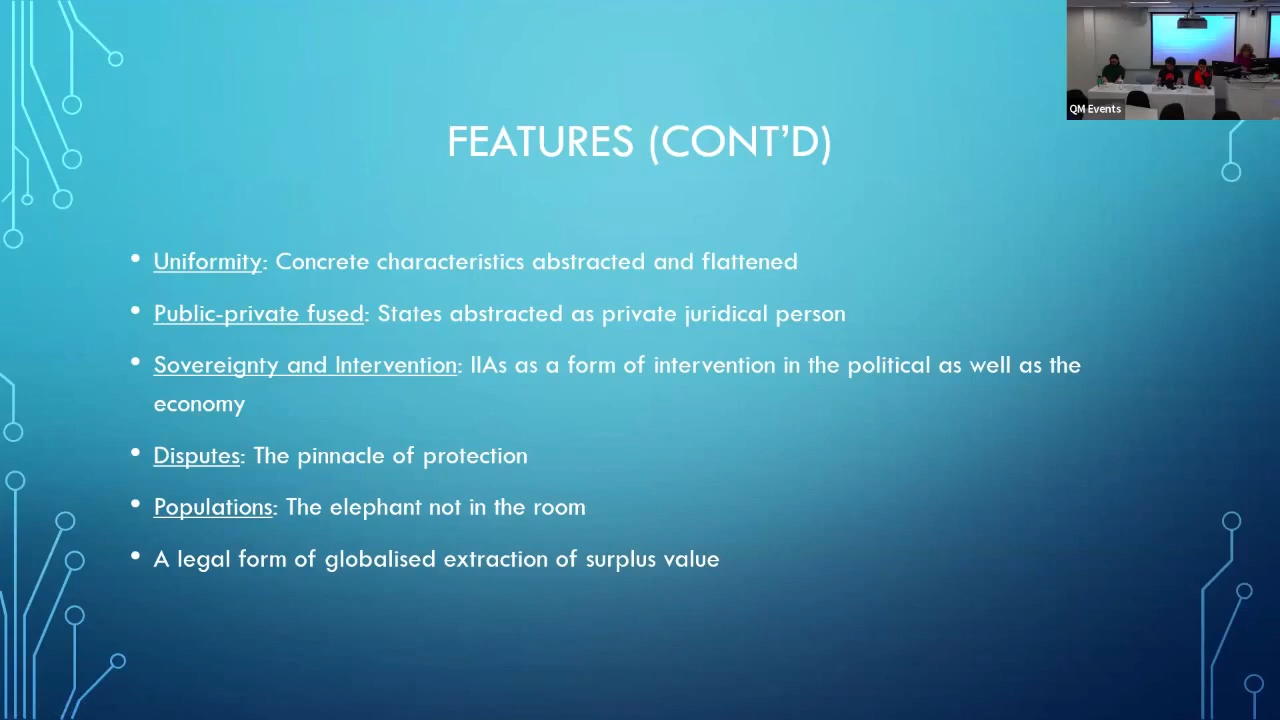 QM Events
FEATURES (CONT’D)
• Uniformity: Concrete characteristics abstracted and flattened
• Public-private fused: States abstracted as private juridical person
• Sovereignty and Intervention: IIAs as a form of intervention in the political as well as the
economy
• Disputes: The pinnacle of protection
• Populations: The elephant not in the room
• A legal form of globalised extraction of surplus value